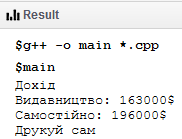 Result
$g++ -o main *.cpp
$main
Дохід
Видавництво: 163000$
Самостійно: 196000$
Друкуй сам